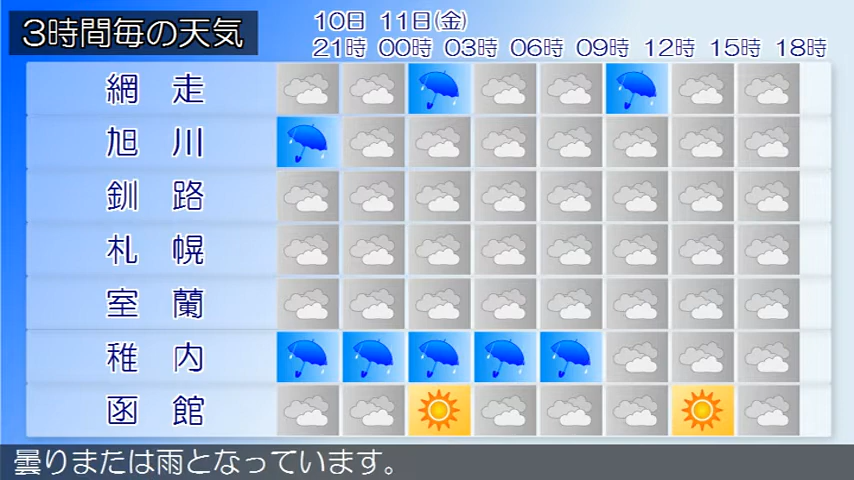 3時間毎の天気
10日 11日(金)
21時 00時 03時 06時 09時 12時 15時 18時
網 走
旭 川
釧 路
札 幌
室 蘭
稚 内
函 館
曇りまたは雨となっています。